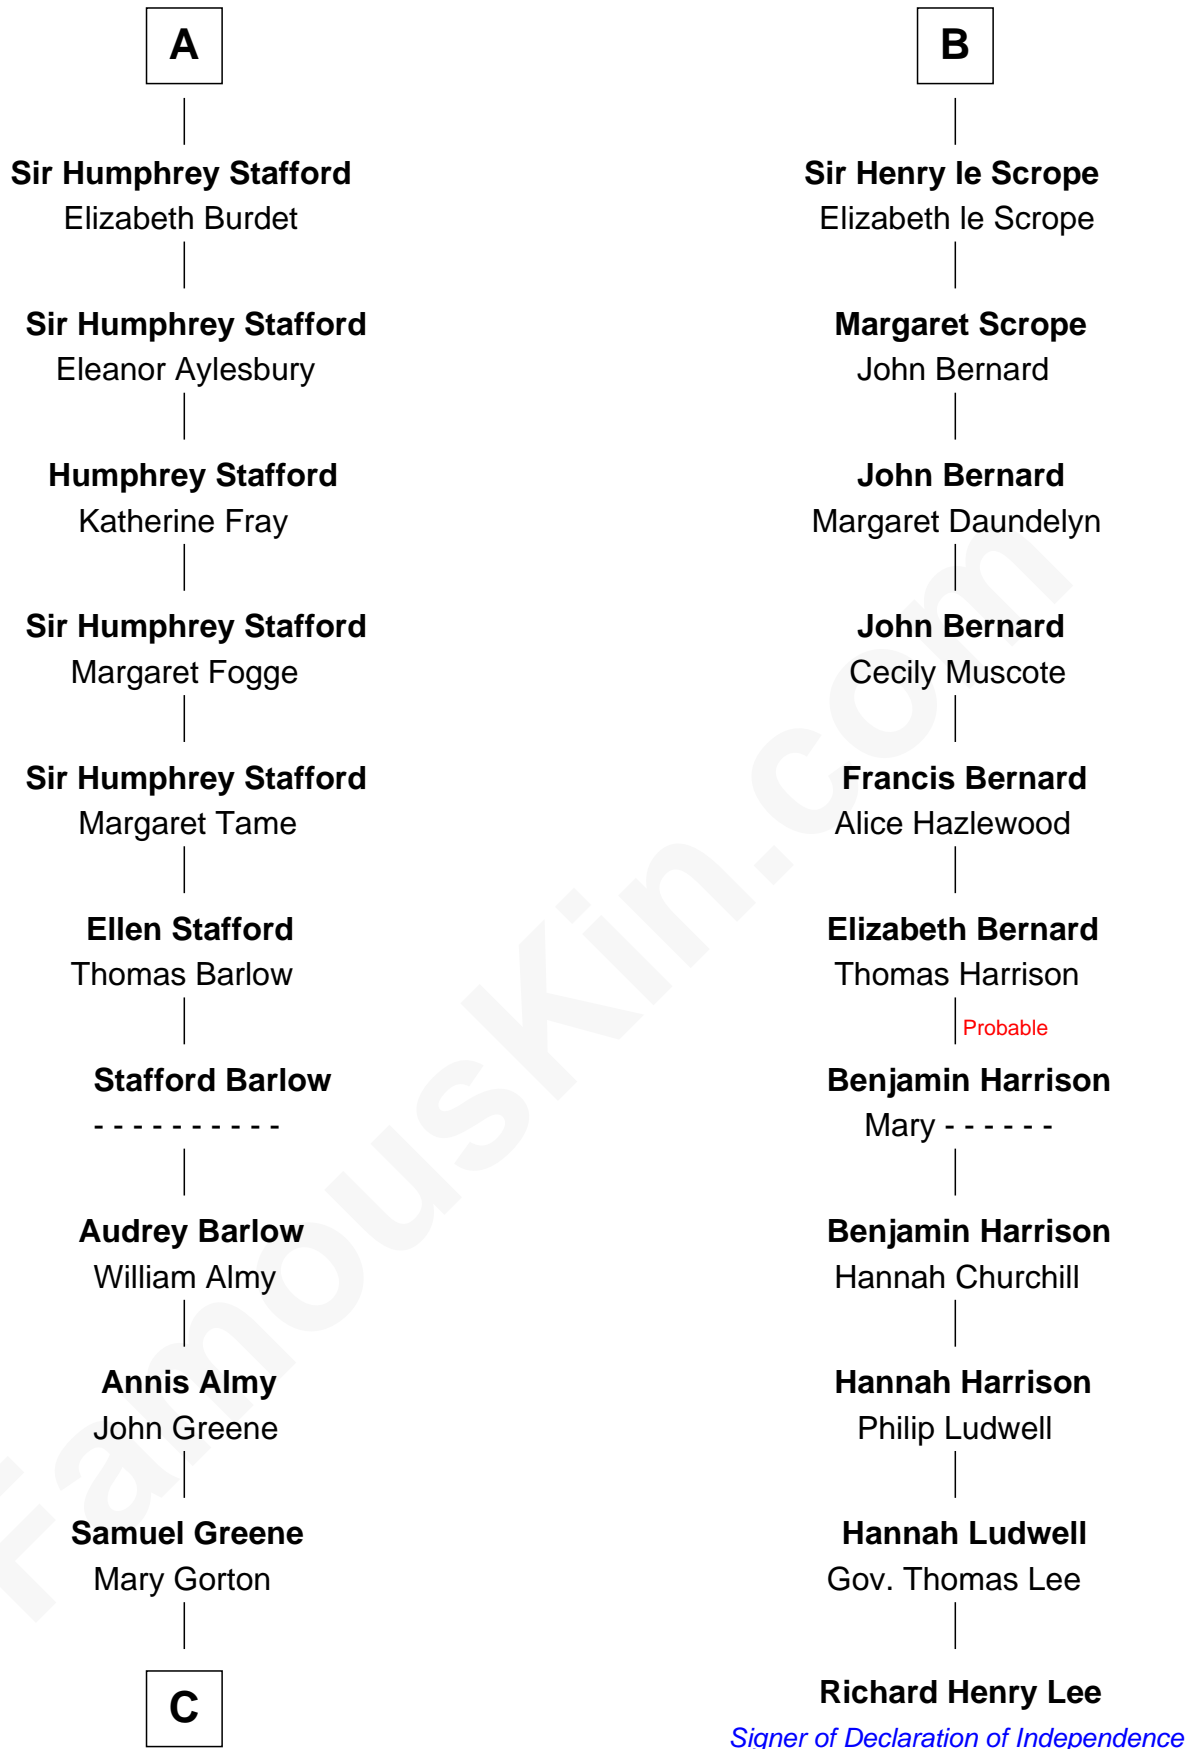 A
Sir Humphrey Stafford
Elizabeth Burdet
Sir Humphrey Stafford
Eleanor Aylesbury
Humphrey Stafford
Katherine Fray
Sir Humphrey Stafford
Margaret Fogge
Sir Humphrey Stafford
Margaret Tame
Ellen Stafford
Thomas Barlow
Stafford Barlow
- - - - - - - - - -
Audrey Barlow
William Almy
Annis Almy
John Greene
Samuel Greene
Mary Gorton
C
B
Sir Henry le Scrope
Elizabeth le Scrope
Margaret Scrope
John Bernard
John Bernard
Margaret Daundelyn
John Bernard
Cecily Muscote
Francis Bernard
Alice Hazlewood
Elizabeth Bernard
Thomas Harrison
Probable
Benjamin Harrison
Mary - - - - - -
Benjamin Harrison
Hannah Churchill
Hannah Harrison
Philip Ludwell
Hannah Ludwell
Gov. Thomas Lee
Richard Henry Lee
Signer of Declaration of Independence
FamousKin.com